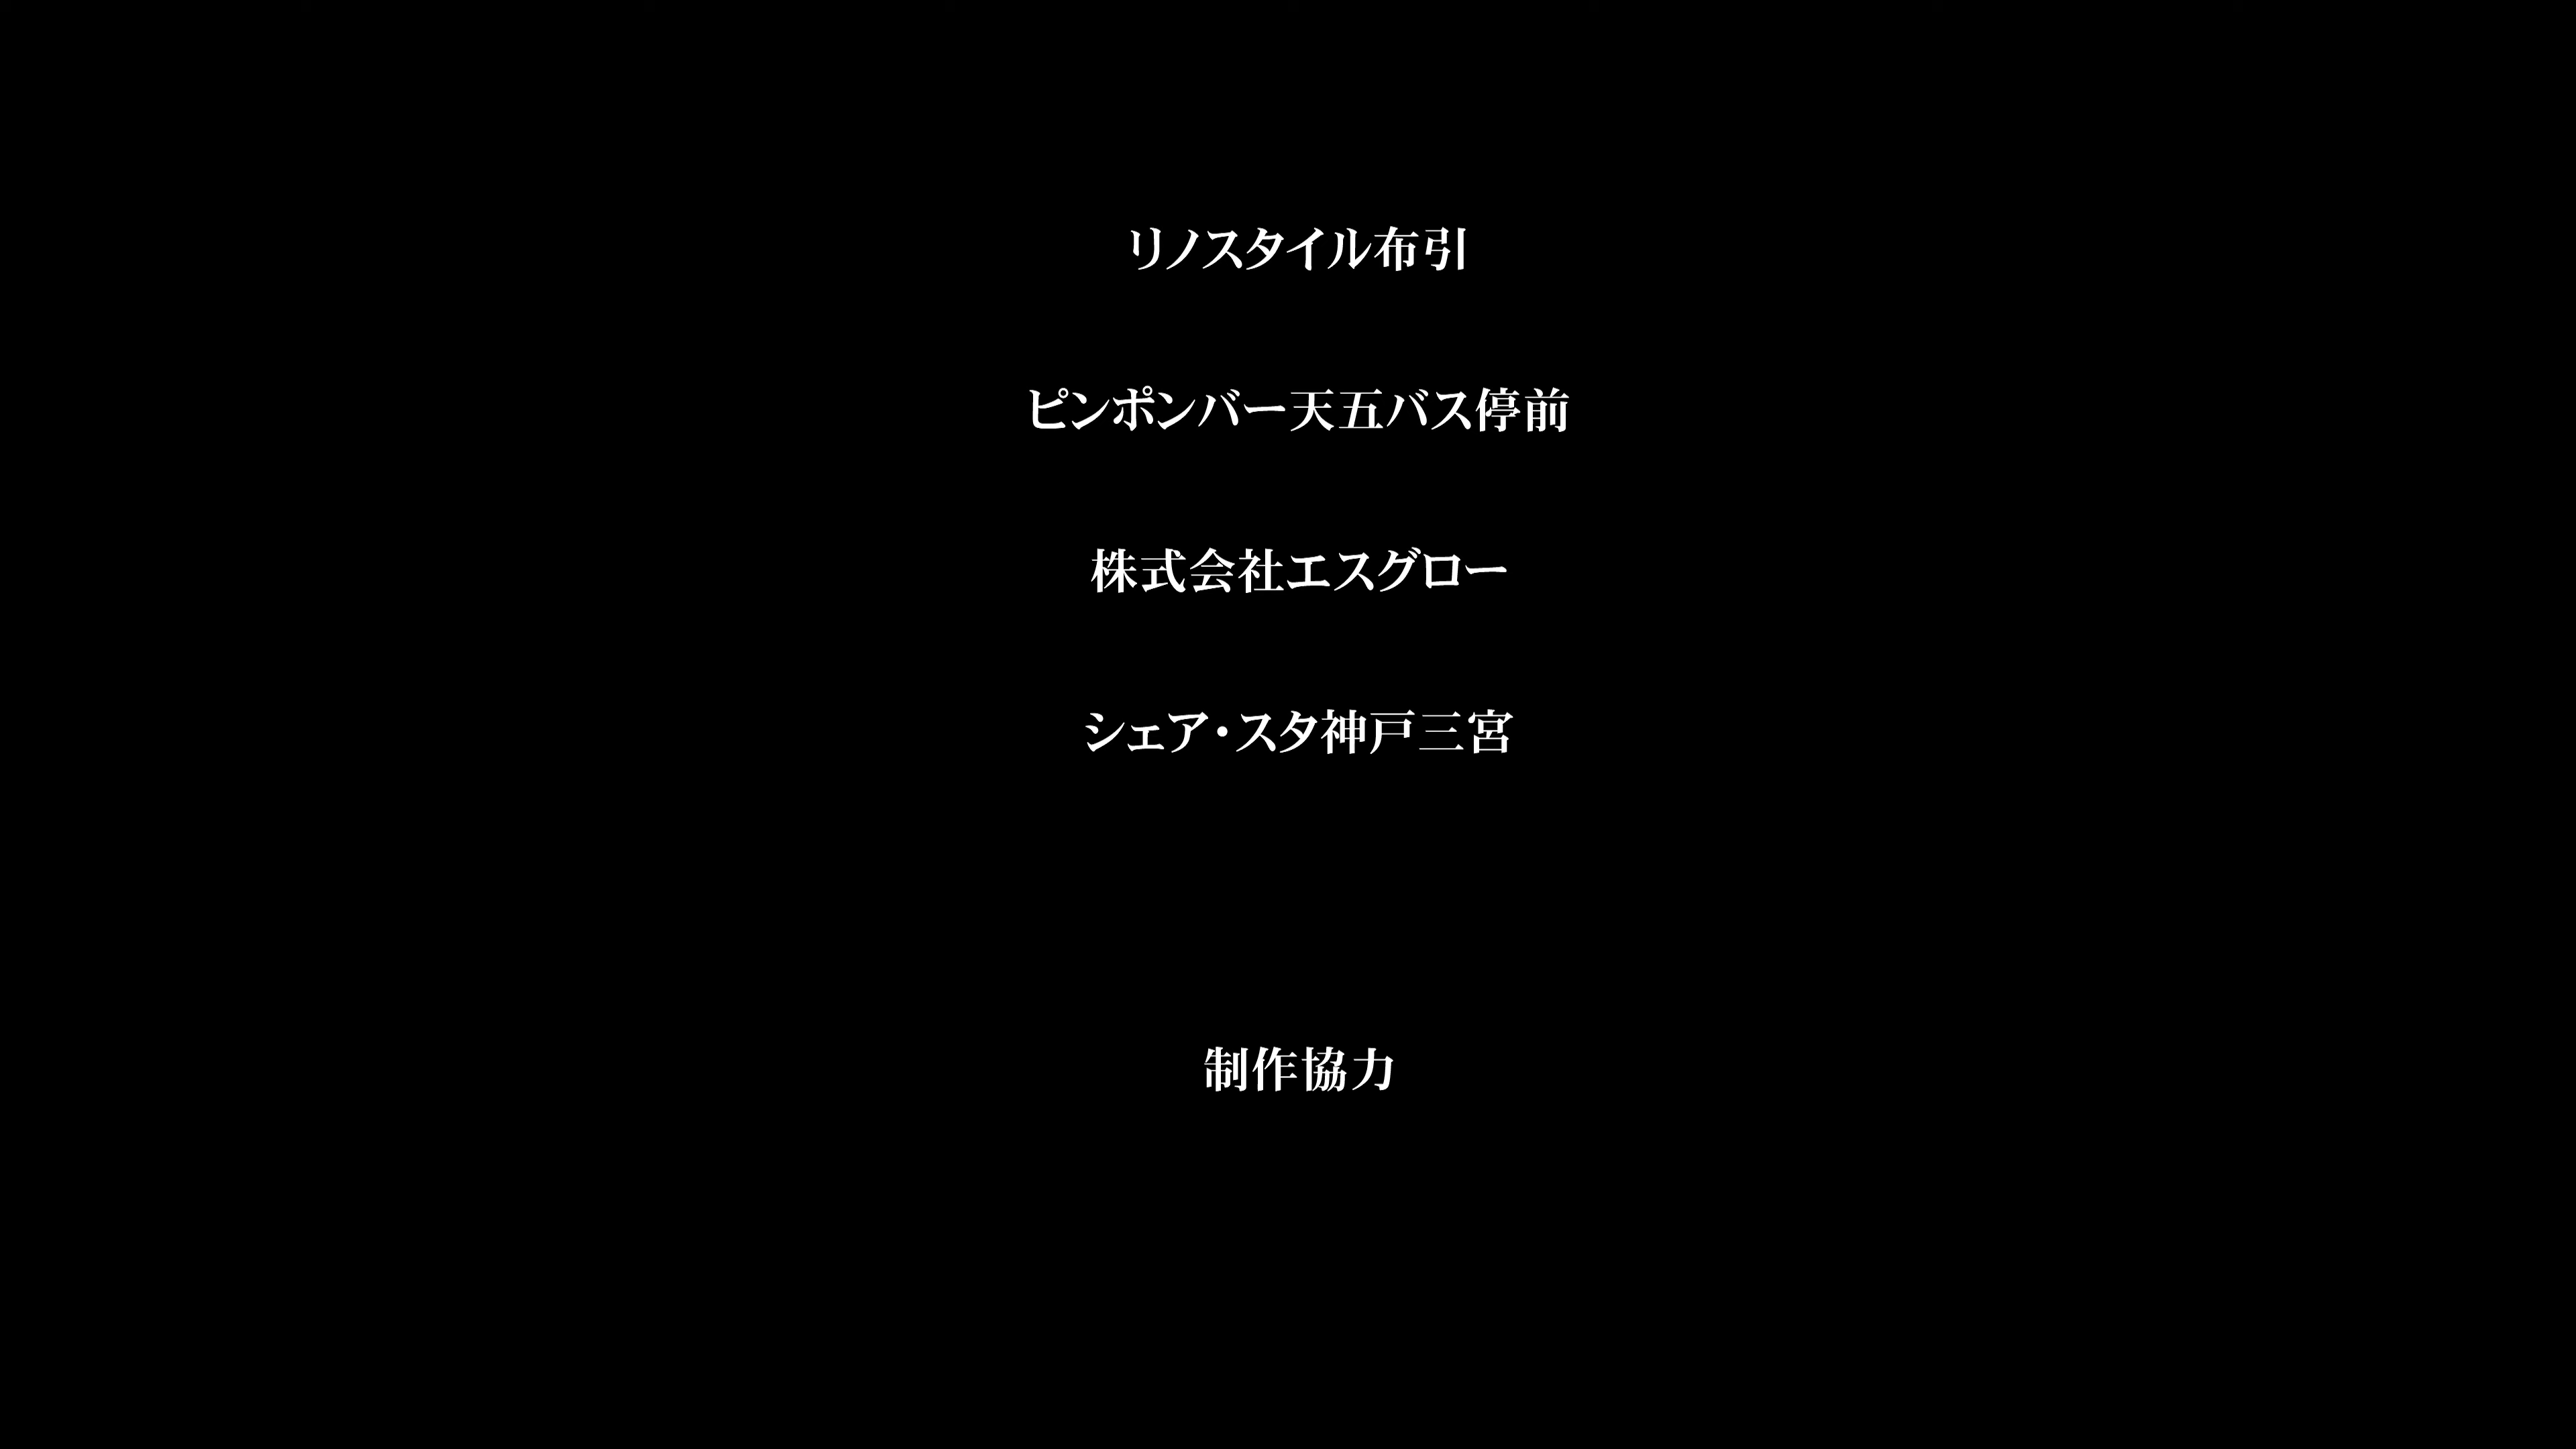 リノスタイル布引
ピンポンバー天五バス停前
株式会社エスグロー
シェア・スタ神戸三宮
制作協力